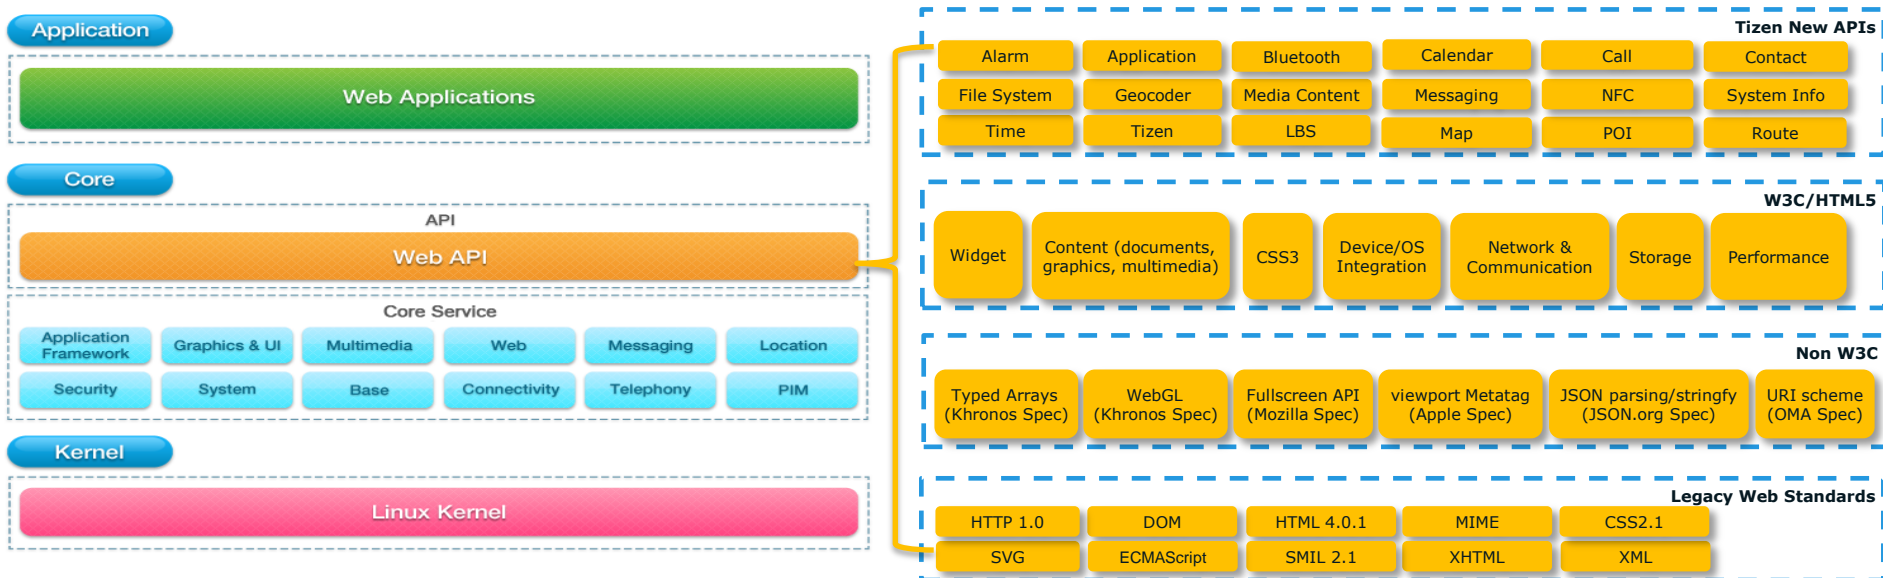 Application
Web Applications
Core
API
Web API
Core Service
Application
Framework
Graphics & UI
Multimedia
Web
Messaging
Location
Security
System
Base
Connectivity
Telephony
PIM
Kernel
Linux Kernel
Tizen New APIs
Alarm
Application
Bluetooth
Calendar
Call
Contact
File System
Geocoder
Media Content
Messaging
NFC
System Info
Time
Tizen
LBS
Map
POI
Route
W3C/HTML5
Widget
Content (documents,
graphics, multimedia)
CSS3
Device/OS
Integration
Network &
Communication
Storage
Performance
Non W3C
Typed Arrays
(Khronos Spec)
WebGL
(Khronos Spec)
Fullscreen API
(Mozilla Spec)
viewport Metatag
(Apple Spec)
JSON parsing/stringfy
(JSON.org Spec)
URI scheme
(OMA Spec)
Legacy Web Standards
HTTP 1.0
DOM
HTML 4.0.1
MIME
CSS2.1
SVG
ECMAScript
SMIL 2.1
XHTML
XML